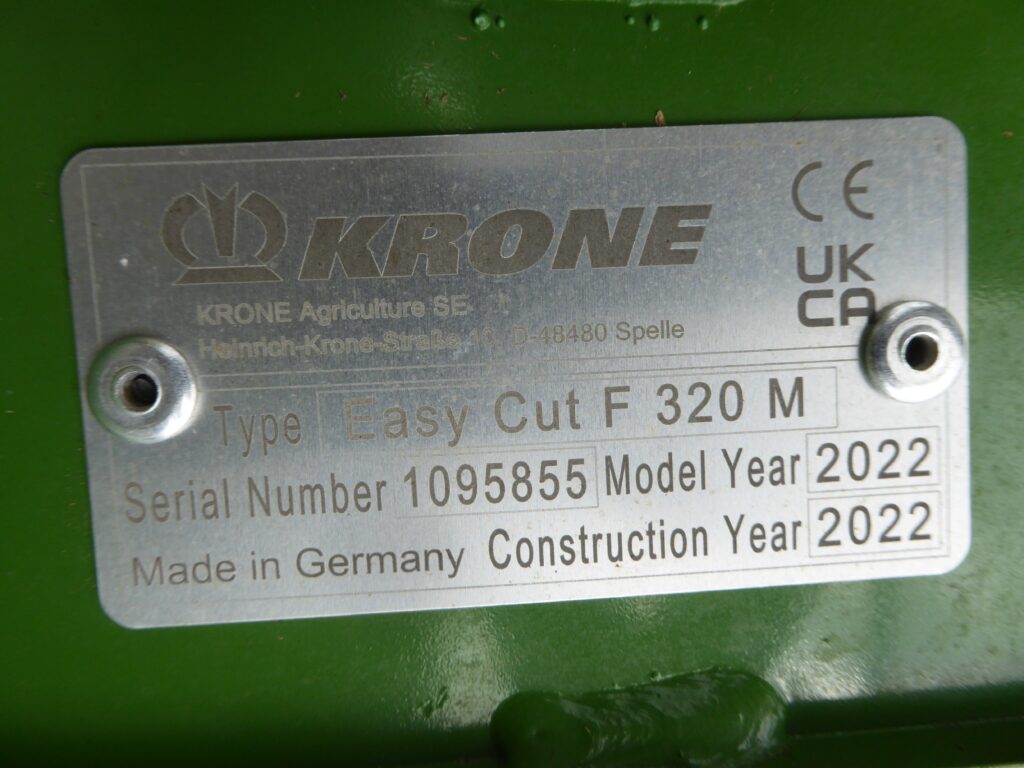 KRONE
CE
UK
CA
KRONE Agriculture SE
Heinrich-Krone-Straße 10, D-48480 Spelle
Type Easy Cut F 320 M
Serial Number 1095855 Model Year 2022
Made in Germany Construction Year 2022